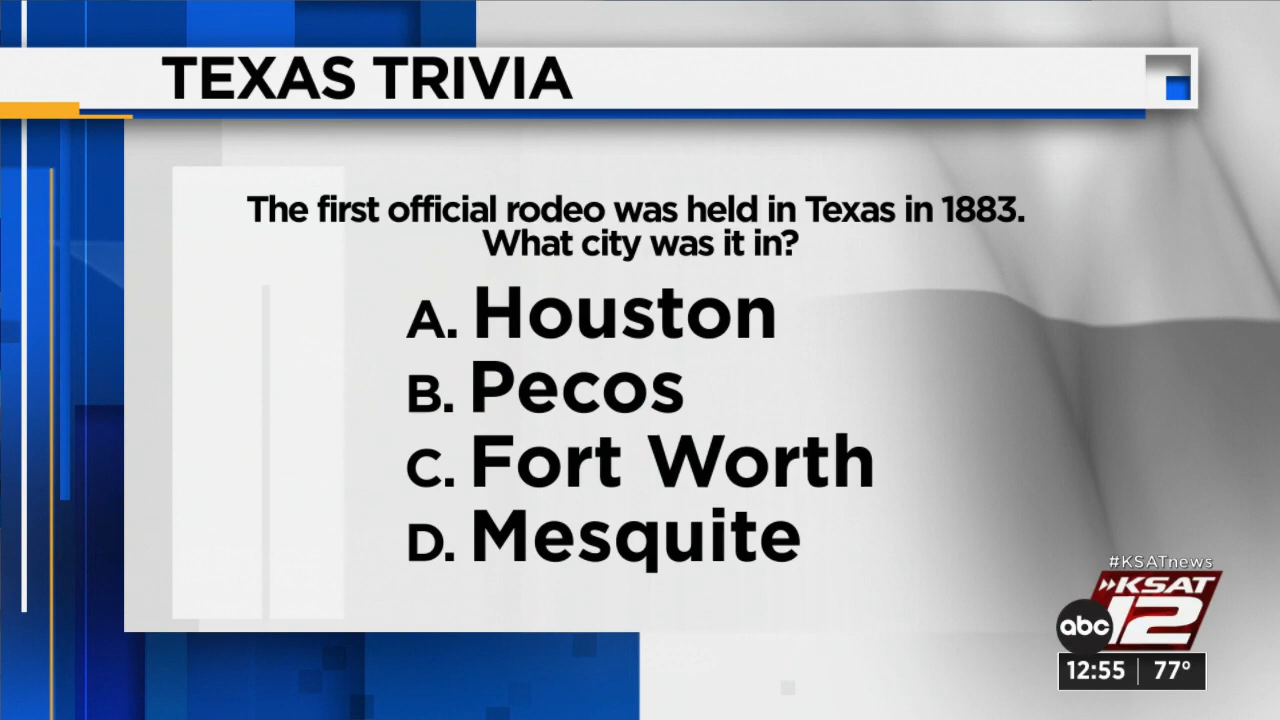 TEXAS TRIVIA
The first official rodeo was held in Texas in 1883.
What city was it in?
A. Houston
B. Pecos
C. Fort Worth
D. Mesquite
#KSATnews
KSAT
abc 12
12:55 77°